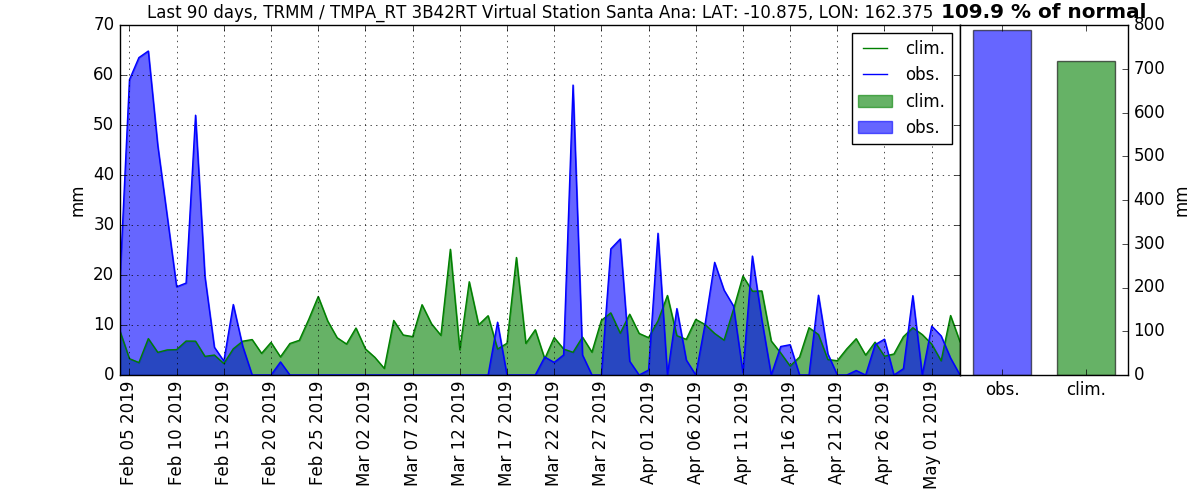 Last 90 days, TRMM / TMPA_RT 3B42RT Virtual Station Santa Ana: LAT: -10.875, LON: 162.375 109.9 % of normal
70
60
50
40
30
20
10
0
mm
clim.
obs.
clim.
obs.
800
700
600
500
400
300
200
100
0
mm
Feb 05 2019
Feb 10 2019
Feb 15 2019
Feb 20 2019
Feb 25 2019
Mar 02 2019
Mar 07 2019
Mar 12 2019
Mar 17 2019
Mar 22 2019
Mar 27 2019
Apr 01 2019
Apr 06 2019
Apr 11 2019
Apr 16 2019
Apr 21 2019
Apr 26 2019
May 01 2019
obs.
clim.